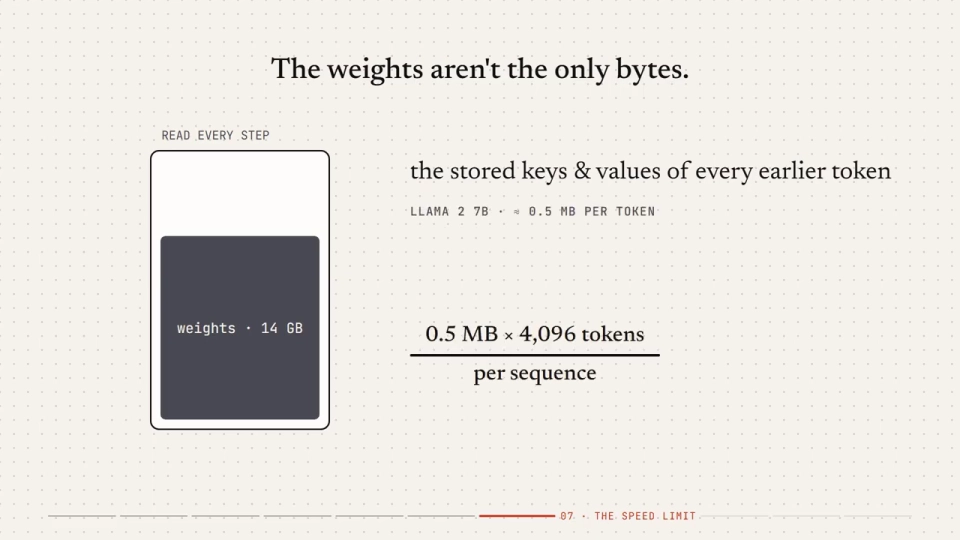 The weights aren't the only bytes.
READ EVERY STEP
the stored keys & values of every earlier token
LLAMA 2 7B · ≈ 0.5 MB PER TOKEN
weights · 14 GB
0.5 MB × 4,096 tokens
per sequence
07 · THE SPEED LIMIT